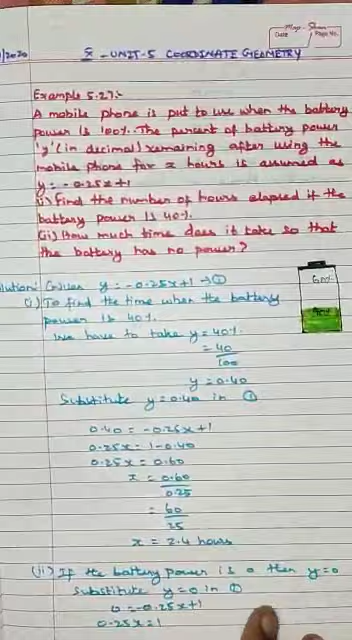 Date
Page No.
/2020
X - UNIT-5 COORDINATE GEOMETRY
Example 5.27:
A mobile phone is put to use when the battery
power is 100%. The percent of battery power
'y' (in decimal) remaining after using the
mobile phone for x hours is assumed as
y = -0.25x+1
(i) Find the number of hours elapsed if the
battery power is 40%.
(ii) How much time does it take so that
the battery has no power?
lution: Given y = -0.25x+1 → ①
(i) To find the time when the battery
power is 40%.
We have to take y = 40%.
= 40
100
y = 0.40
Substitute y = 0.40 in ①
0.40 = -0.25x+1
0.25x = 1-0.40
0.25x = 0.60
x = 0.60
0.25
= 60
25
x = 2.4 hours
(ii) If the battery power is 0 then y=0
Substitute y=0 in ①
0 = -0.25x+1
0.25x = 1
60%
40%